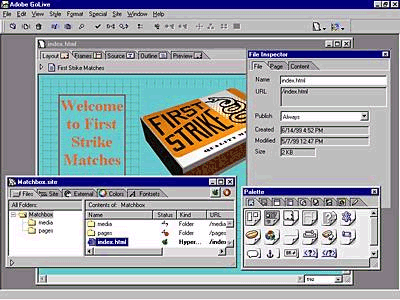 Adobe GoLive
File Edit View Style Format Special Site Window Help
index.html
Layout Frames Source Outline Preview
First Strike Matches
Welcome
to First
Strike
Matches
FIRST
STRIKE
File Inspector
File Page Content
Name index.html
URL /index.html
Publish Always
Created 6/14/99 4:52 PM
Modified 5/7/99 12:47 PM
Size 2 KB
Matchbox.site
Files Site External Colors Fontsets
All Folders: Contents of: Matchbox
Matchbox
media
pages
Name Status Kind URL
media Folder /media
pages Folder /pages
index.html Hyper... /index
Palette